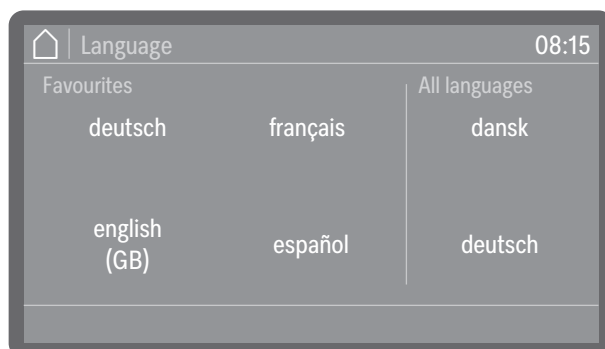 Language 08:15
Favourites All languages
deutsch français dansk
english
(GB) español deutsch